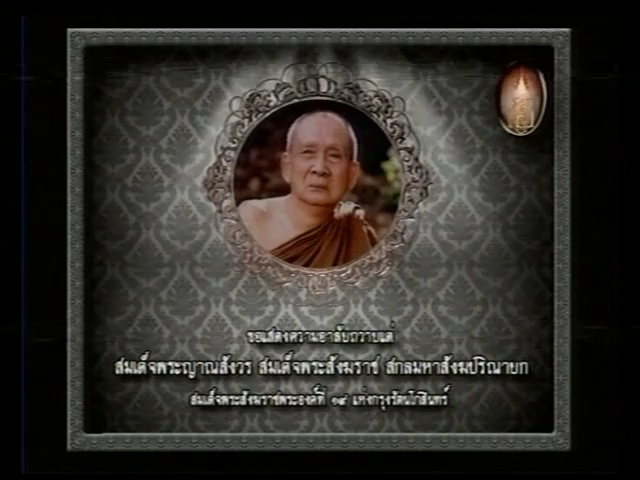 ขอแสดงความอาลัยถวายแด่
สมเด็จพระญาณสังวร สมเด็จพระสังฆราช สกลมหาสังฆปริณายก
สมเด็จพระสังฆราชพระองค์ที่ ๑๙ แห่งกรุงรัตนโกสินทร์